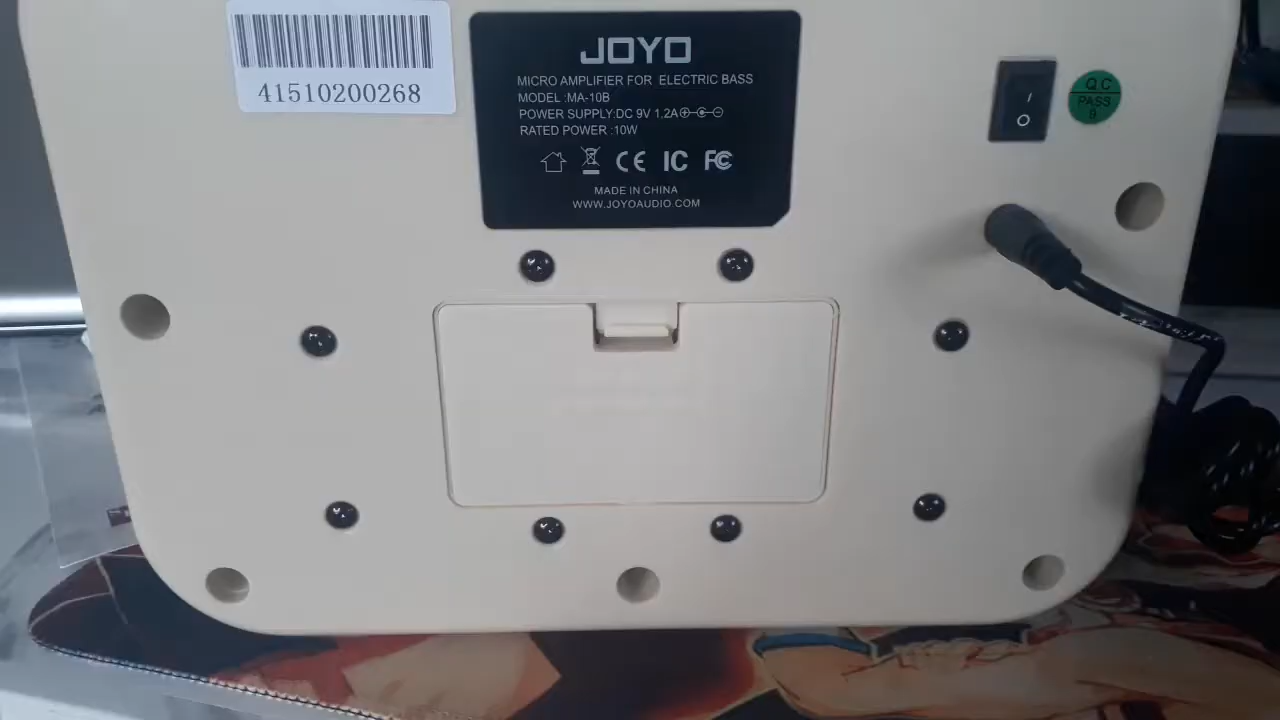 41510200268
JOYO
MICRO AMPLIFIER FOR ELECTRIC BASS
MODEL :MA-10B
POWER SUPPLY:DC 9V 1.2A
RATED POWER :10W
CE IC FC
MADE IN CHINA
WWW.JOYOAUDIO.COM
I
O
QC
PASS
9